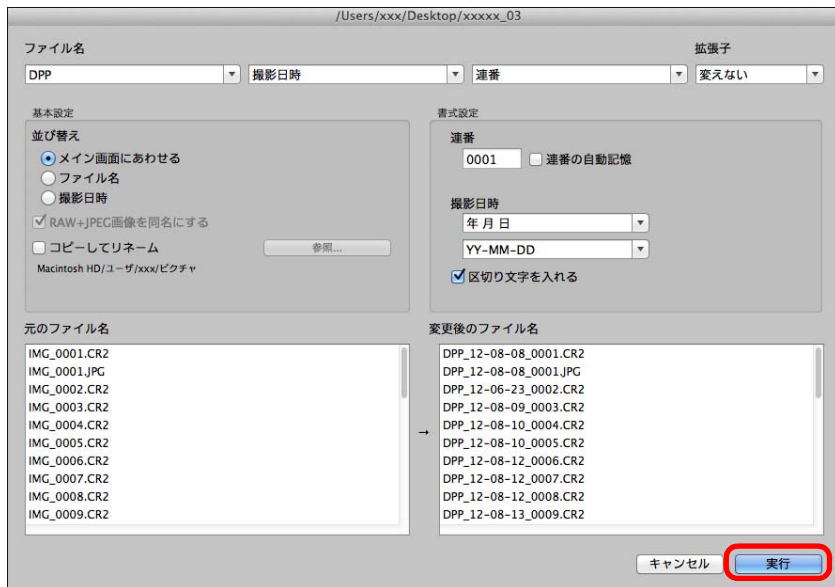 /Users/xxx/Desktop/xxxxx_03
ファイル名
拡張子
DPP
撮影日時
連番
変えない
基本設定
並び替え
メイン画面にあわせる
ファイル名
撮影日時
RAW+JPEG画像を同名にする
コピーしてリネーム
参照...
Macintosh HD/ユーザ/xxx/ピクチャ
書式設定
連番
0001
連番の自動記憶
撮影日時
年月日
YY-MM-DD
区切り文字を入れる
元のファイル名
IMG_0001.CR2
IMG_0001.JPG
IMG_0002.CR2
IMG_0003.CR2
IMG_0004.CR2
IMG_0005.CR2
IMG_0006.CR2
IMG_0007.CR2
IMG_0008.CR2
IMG_0009.CR2
→
変更後のファイル名
DPP_12-08-08_0001.CR2
DPP_12-08-08_0001.JPG
DPP_12-06-23_0002.CR2
DPP_12-08-09_0003.CR2
DPP_12-08-10_0004.CR2
DPP_12-08-10_0005.CR2
DPP_12-08-12_0006.CR2
DPP_12-08-12_0007.CR2
DPP_12-08-12_0008.CR2
DPP_12-08-13_0009.CR2
キャンセル
実行